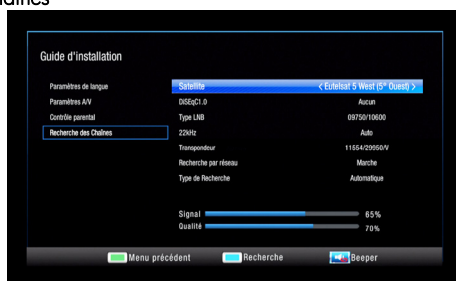 Guide d'installation
Paramètres de langue
Paramètres A/V
Contrôle parental
Recherche des Chaînes
Satellite < Eutelsat 5 West (5° Ouest) >
DiSEqC1.0 Aucun
Type LNB 09750/10600
22kHz Auto
Transpondeur 11554/29950/V
Recherche par réseau Marche
Type de Recherche Automatique
Signal 65%
Qualité 70%
Menu précédent Recherche Beeper